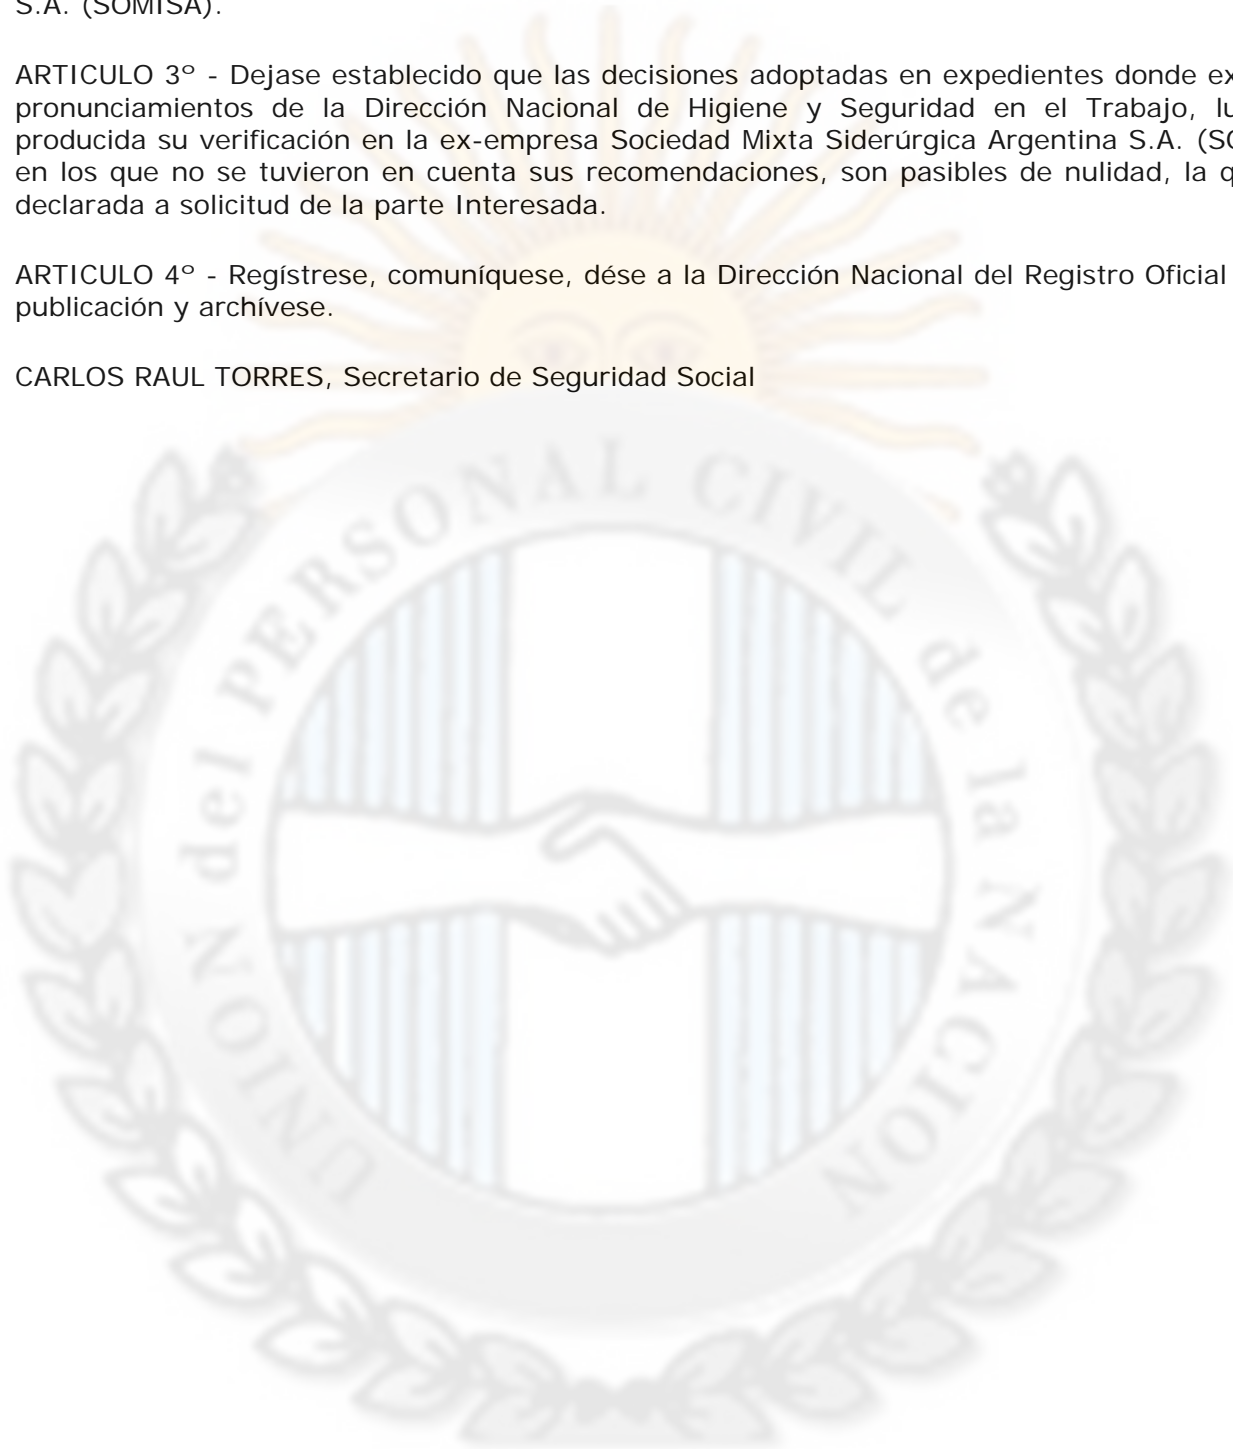 S.A. (SOMISA).
ARTICULO 3º - Dejase establecido que las decisiones adoptadas en expedientes donde ex
pronunciamientos de la Dirección Nacional de Higiene y Seguridad en el Trabajo, lu
producida su verificación en la ex-empresa Sociedad Mixta Siderúrgica Argentina S.A. (SO
en los que no se tuvieron en cuenta sus recomendaciones, son pasibles de nulidad, la q
declarada a solicitud de la parte Interesada.
ARTICULO 4º - Regístrese, comuníquese, dése a la Dirección Nacional del Registro Oficial
publicación y archívese.
CARLOS RAUL TORRES, Secretario de Seguridad Social
UNION del PERSONAL CIVIL de la NACION